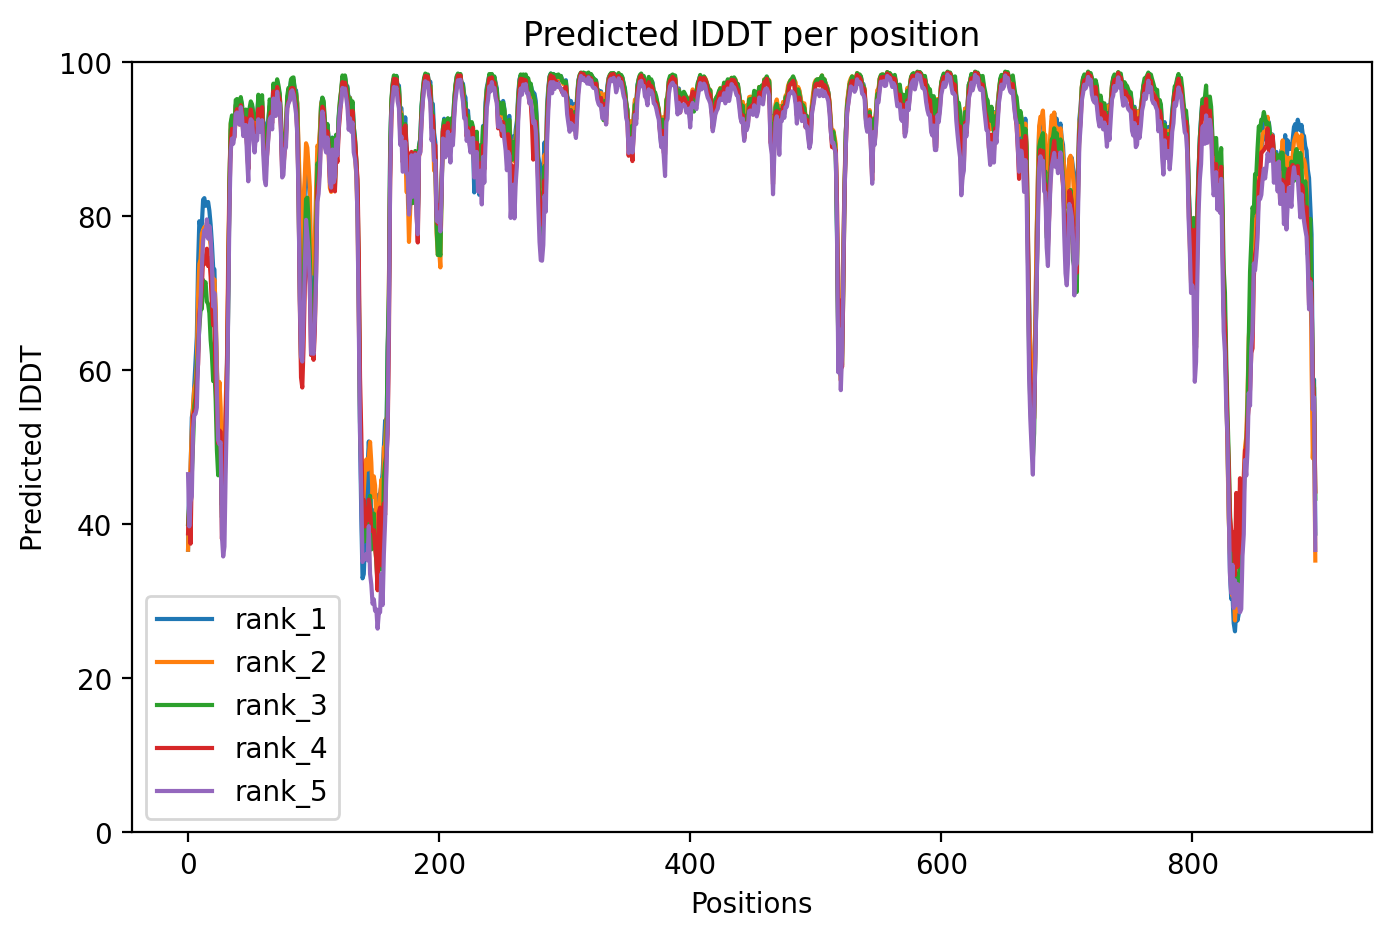 Predicted lDDT per position
Predicted lDDT
100
80
60
40
20
0
rank_1
rank_2
rank_3
rank_4
rank_5
0 200 400 600 800
Positions